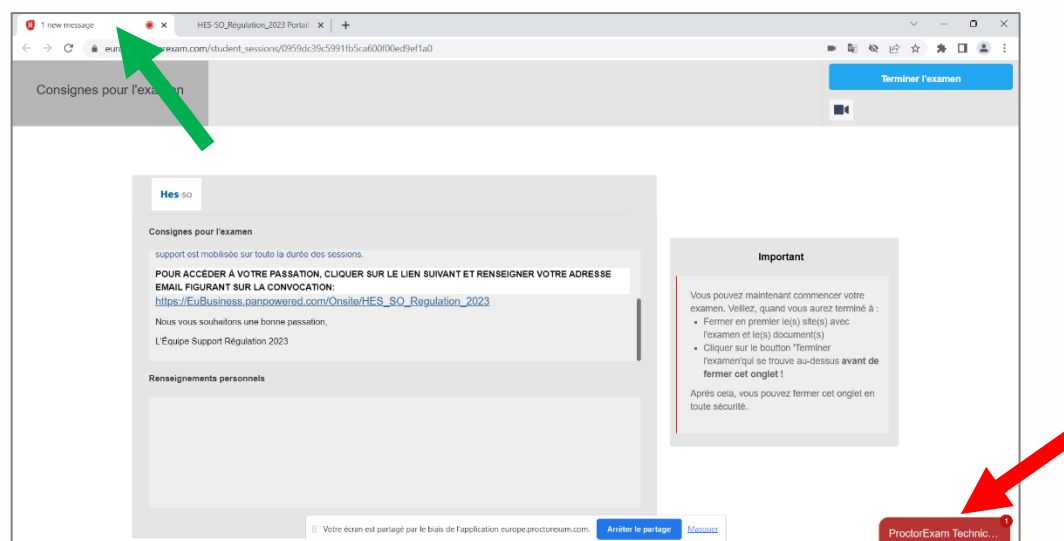 1 new message
HES-SO_Régulation_2023 Portail
.com/student_sessions/0959dc39c5991fb5ca600f00ed9ef1a0
Consignes pour l'examen
Terminer l'examen
Hes·so
Consignes pour l'examen
support est mobilisée sur toute la durée des sessions.
POUR ACCÉDER À VOTRE PASSATION, CLIQUER SUR LE LIEN SUIVANT ET RENSEIGNER VOTRE ADRESSE
EMAIL FIGURANT SUR LA CONVOCATION:
https://EuBusiness.panpowered.com/Onsite/HES_SO_Regulation_2023
Nous vous souhaitons une bonne passation,
L'Équipe Support Régulation 2023
Renseignements personnels
Important
Vous pouvez maintenant commencer votre
examen. Veillez, quand vous aurez terminé à :
Fermer en premier le(s) site(s) avec
l'examen et le(s) document(s)
Cliquer sur le boutton 'Terminer
l'examen'qui se trouve au-dessus avant de
fermer cet onglet !
Après cela, vous pouvez fermer cet onglet en
toute sécurité.
Votre écran est partagé par le biais de l'application europe.proctorexam.com.
Arrêter le partage
Masquer
ProctorExam Technic...
1